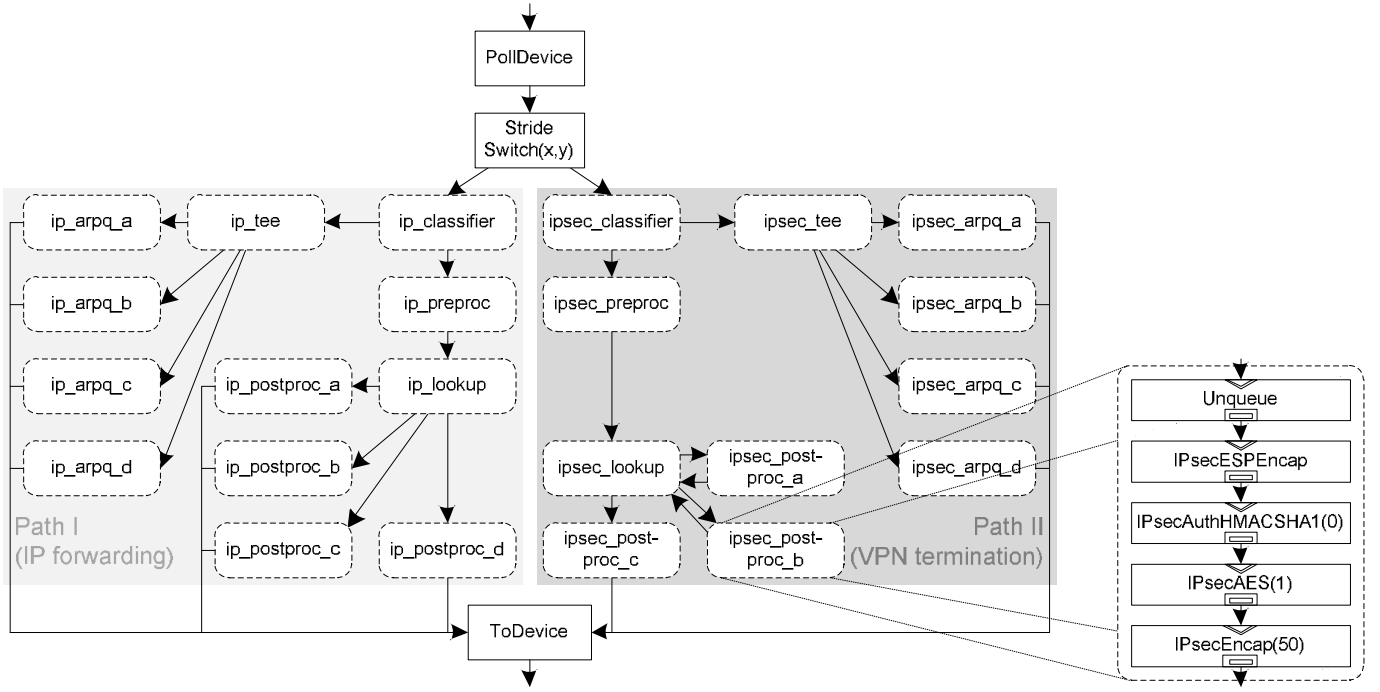 PollDevice
Stride
Switch(x,y)
ip_arpq_a
ip_tee
ip_classifier
ipsec_classifier
ipsec_tee
ipsec_arpq_a
ip_arpq_b
ip_preproc
ipsec_preproc
ipsec_arpq_b
ip_arpq_c
ip_postproc_a
ip_lookup
ipsec_arpq_c
ip_arpq_d
ip_postproc_b
ipsec_lookup
ipsec_post-
proc_a
ipsec_arpq_d
Path I
(IP forwarding)
ip_postproc_c
ip_postproc_d
ipsec_post-
proc_c
ipsec_post-
proc_b
Path II
(VPN termination)
ToDevice
Unqueue
IPsecESPEncap
IPsecAuthHMACSHA1(0)
IPsecAES(1)
IPsecEncap(50)